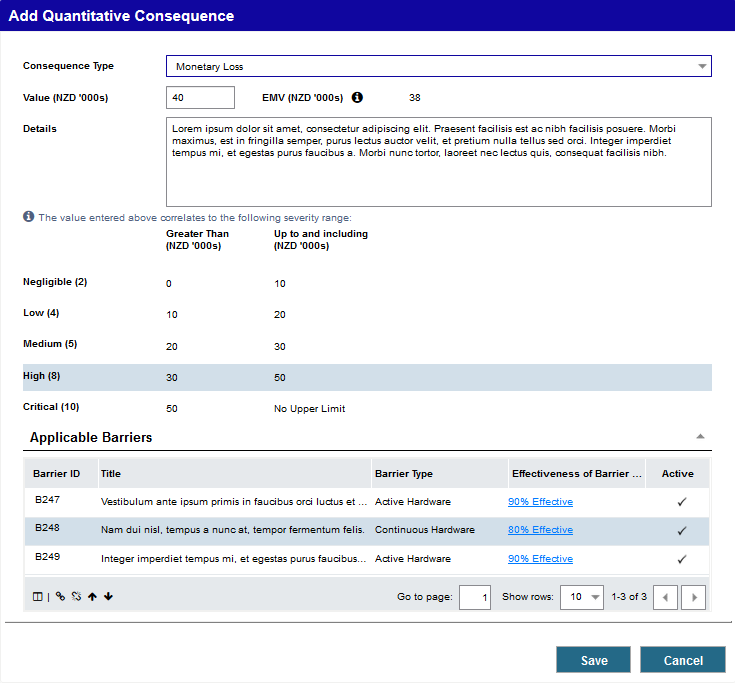 Add Quantitative Consequence
Consequence Type
Monetary Loss
Value (NZD '000s)
40
EMV (NZD '000s)
38
Details
Lorem ipsum dolor sit amet, consectetur adipiscing elit. Praesent facilisis est ac nibh facilisis posuere. Morbi
maximus, est in fringilla semper, purus lectus auctor velit, et pretium nulla tellus sed orci. Integer imperdiet
tempus mi, et egestas purus faucibus a. Morbi nunc tortor, laoreet nec lectus quis, consequat facilisis nibh.
The value entered above correlates to the following severity range:
Greater Than Up to and including
(NZD '000s) (NZD '000s)
Negligible (2) 0 10
Low (4) 10 20
Medium (5) 20 30
High (8) 30 50
Critical (10) 50 No Upper Limit
Applicable Barriers
Barrier ID Title Barrier Type Effectiveness of Barrier ... Active
B247 Vestibulum ante ipsum primis in faucibus orci luctus et ... Active Hardware 90% Effective ✓
B248 Nam dui nisl, tempus a nunc at, tempor fermentum felis. Continuous Hardware 80% Effective ✓
B249 Integer imperdiet tempus mi, et egestas purus faucibus... Active Hardware 90% Effective ✓
Go to page: 1 Show rows: 10 1-3 of 3
Save Cancel